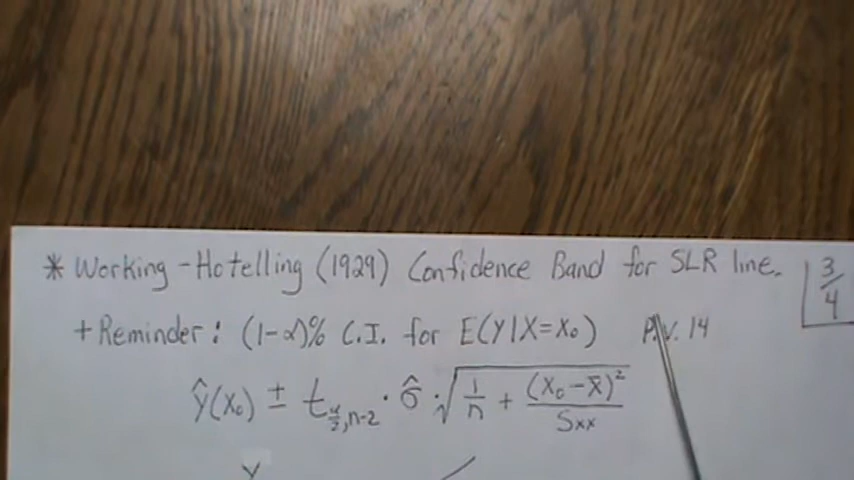 * Working-Hotelling (1929) Confidence Band for SLR line.
3/4
+ Reminder: (1-α)% C.I. for E(Y|X=x₀) P.V. 14
Ŷ(x₀) ± t_{α/2, n-2} · σ̂ · √(1/n + (x₀-x̄)²/Sxx)
Y